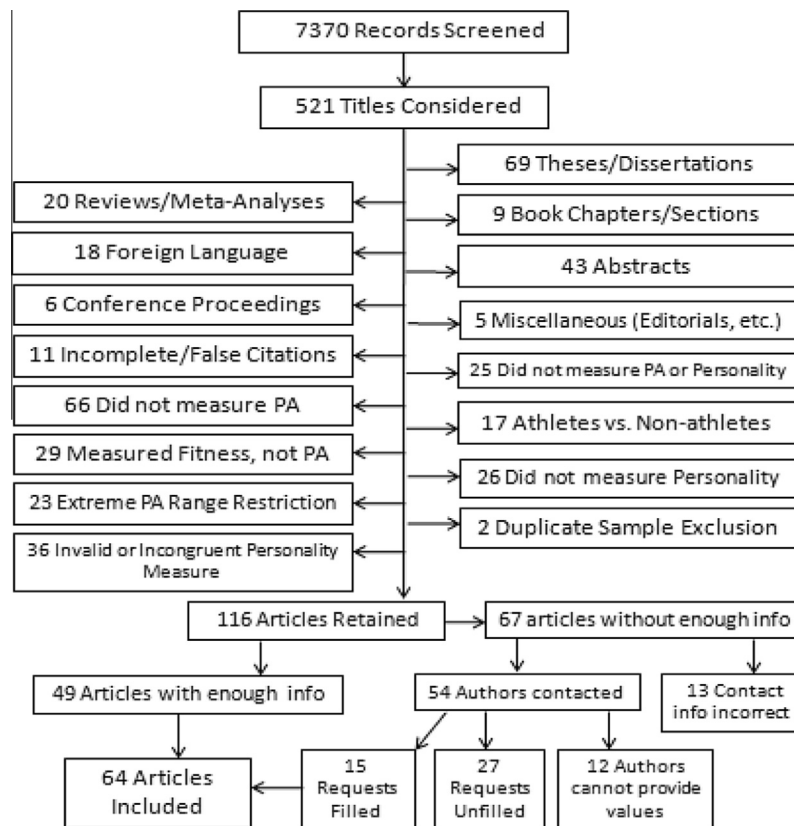 7370 Records Screened
521 Titles Considered
69 Theses/Dissertations
20 Reviews/Meta-Analyses
9 Book Chapters/Sections
18 Foreign Language
43 Abstracts
6 Conference Proceedings
5 Miscellaneous (Editorials, etc.)
11 Incomplete/False Citations
25 Did not measure PA or Personality
66 Did not measure PA
17 Athletes vs. Non-athletes
29 Measured Fitness, not PA
26 Did not measure Personality
23 Extreme PA Range Restriction
2 Duplicate Sample Exclusion
36 Invalid or Incongruent Personality
Measure
116 Articles Retained
67 articles without enough info
49 Articles with enough info
54 Authors contacted
13 Contact
info incorrect
64 Articles
Included
15
Requests
Filled
27
Requests
Unfilled
12 Authors
cannot provide
values